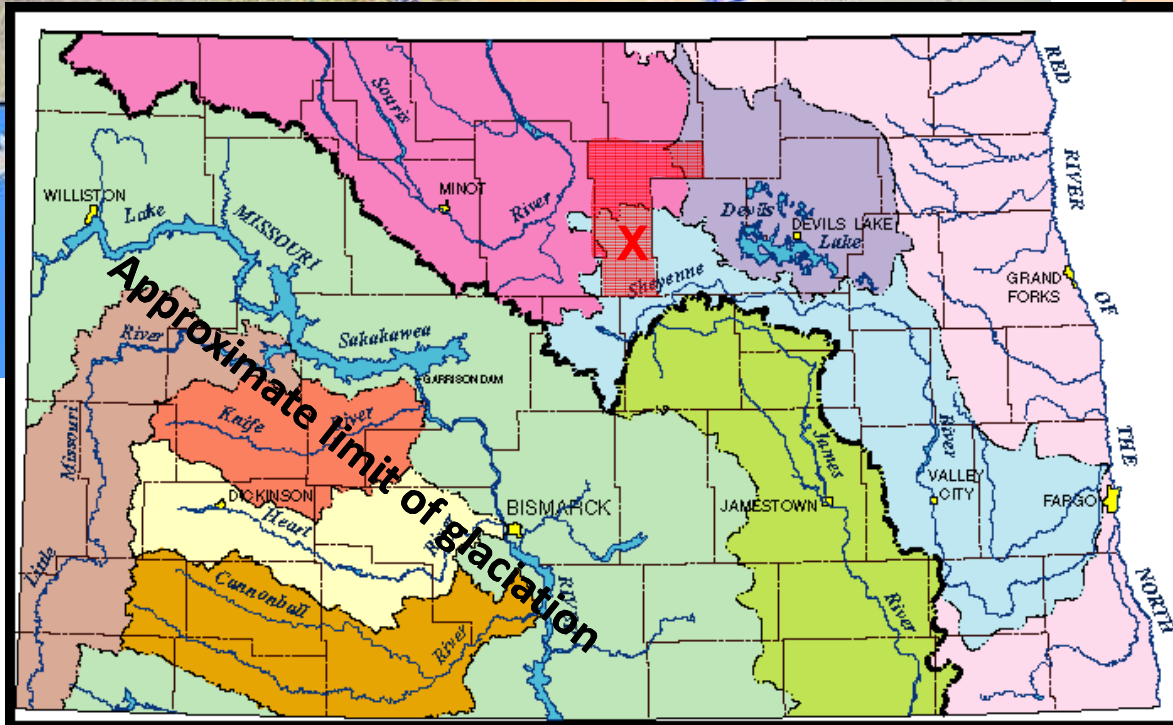 RED
RIVER
OF
THE
NORTH
Souris
River
MINOT
WILLISTON
Lake
MISSOURI
Sakakawea
GARRISON DAM
Devils
DEVILS LAKE
Lake
X
Sheyenne
GRAND
FORKS
Approximate limit of glaciation
River
Missouri
Little
Knife
River
DICKINSON
Heart
BISMARCK
Cannonball
River
RIVER
JAMESTOWN
James
River
River
VALLEY
CITY
FARGO